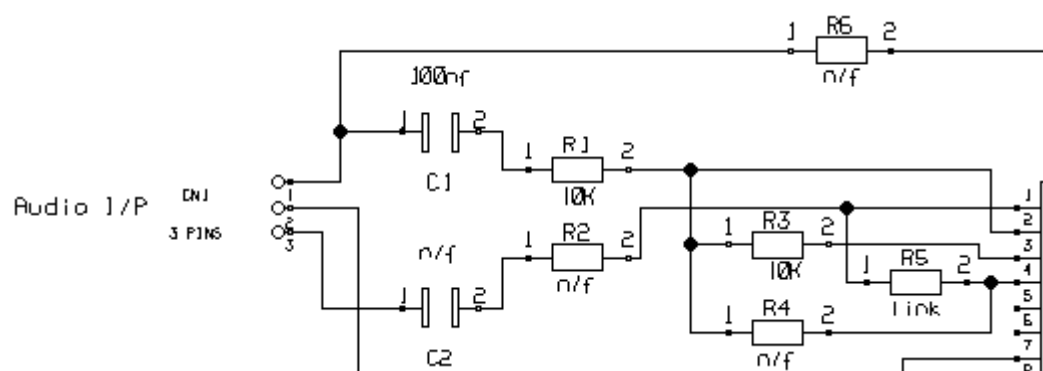 1 R6 2
n/f
100nf
1 2
R1
1 2
C1
10K
Audio I/P
CN1
3 PINS
1
2
3
n/f
R2
1 2
n/f
1 2
C2
R3
1 2
10K
R5
1 2
link
R4
1 2
n/f
1
2
3
4
5
6
7
8